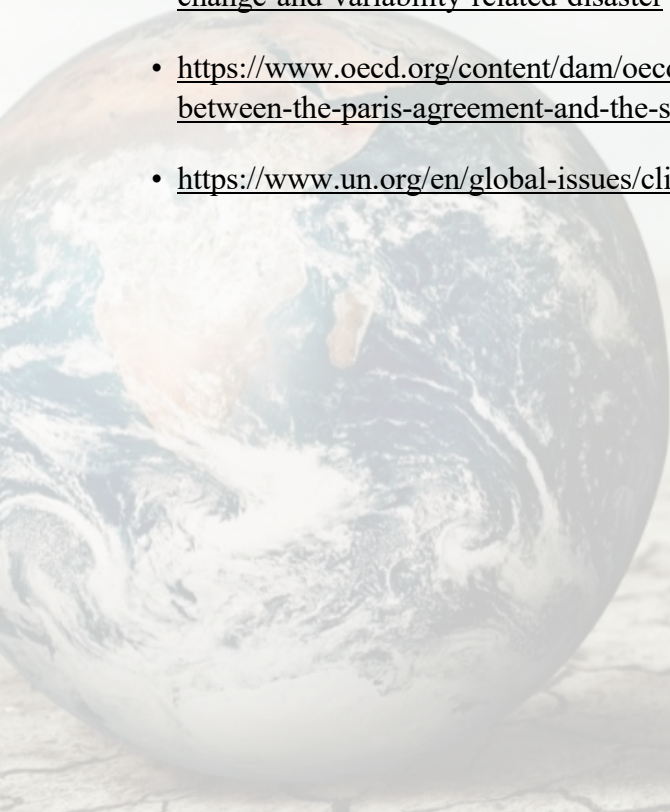 change-and-variability-related-disaster
• https://www.oecd.org/content/dam/oec
between-the-paris-agreement-and-the-s
• https://www.un.org/en/global-issues/cli